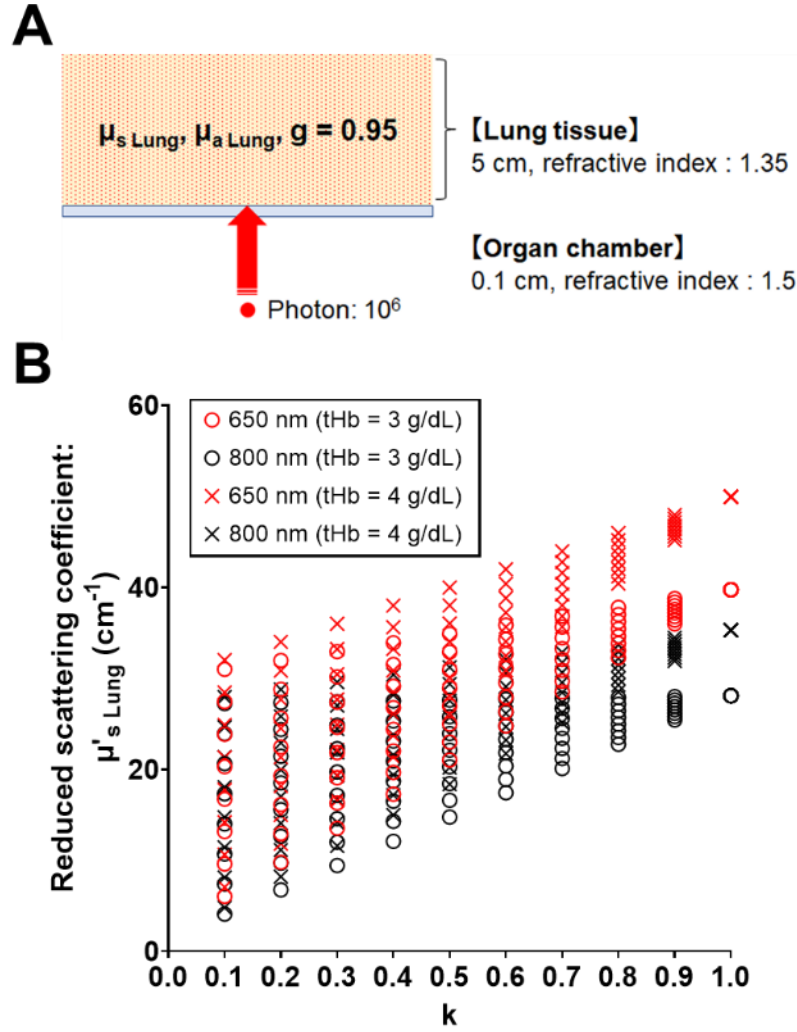 A
μs Lung, μa Lung, g = 0.95
【Lung tissue】
5 cm, refractive index : 1.35
【Organ chamber】
0.1 cm, refractive index : 1.5
Photon: 10⁶
B
Reduced scattering coefficient:
μ's Lung (cm⁻¹)
60
40
20
0
650 nm (tHb = 3 g/dL)
800 nm (tHb = 3 g/dL)
650 nm (tHb = 4 g/dL)
800 nm (tHb = 4 g/dL)
0.0 0.1 0.2 0.3 0.4 0.5 0.6 0.7 0.8 0.9 1.0
k